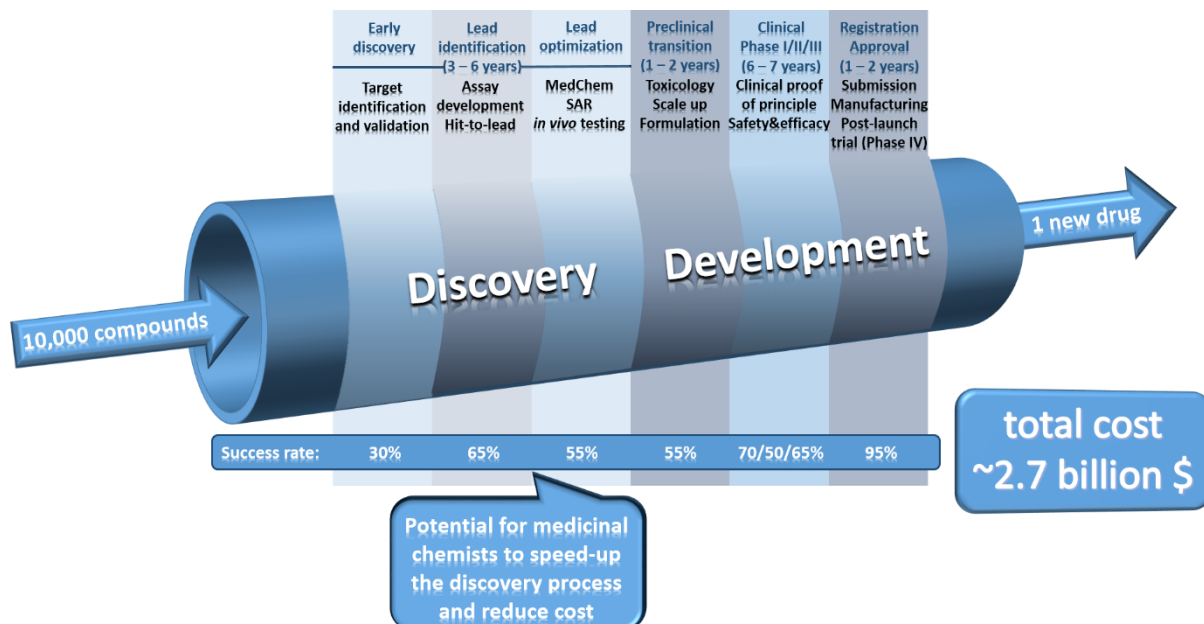 Early
discovery
Target
identification
and validation
Lead
identification
(3 – 6 years)
Assay
development
Hit-to-lead
Lead
optimization
MedChem
SAR
in vivo testing
Preclinical
transition
(1 – 2 years)
Toxicology
Scale up
Formulation
Clinical
Phase I/II/III
(6 – 7 years)
Clinical proof
of principle
Safety&efficacy
Registration
Approval
(1 – 2 years)
Submission
Manufacturing
Post-launch
trial (Phase IV)
10,000 compounds
Discovery
Development
1 new drug
Success rate: 30% 65% 55% 55% 70/50/65% 95%
total cost
~2.7 billion $
Potential for medicinal
chemists to speed-up
the discovery process
and reduce cost